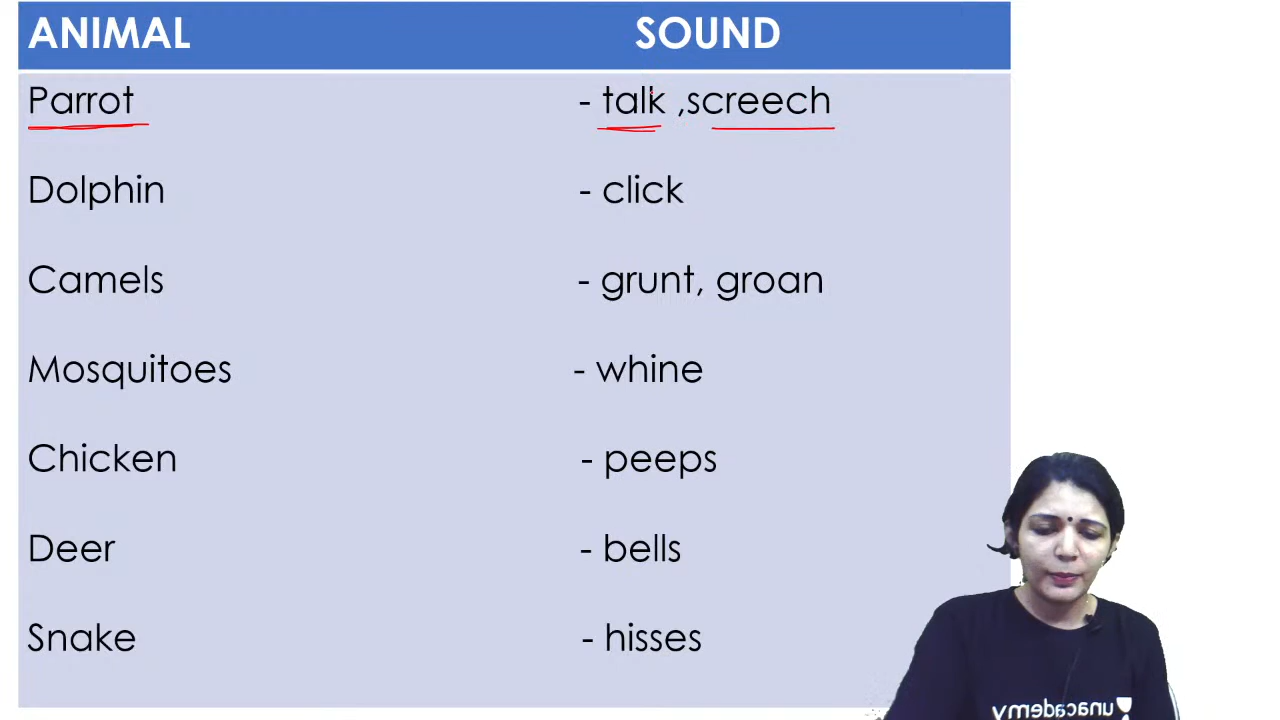 ANIMAL SOUND
Parrot - talk ,screech
Dolphin - click
Camels - grunt, groan
Mosquitoes - whine
Chicken - peeps
Deer - bells
Snake - hisses
unacademy